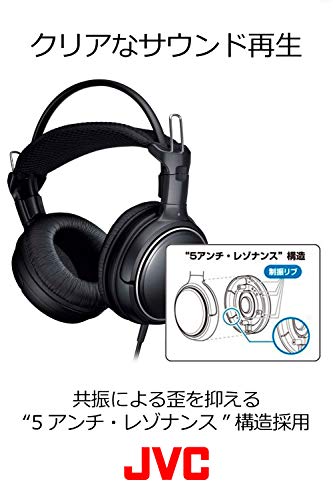 クリアなサウンド再生
“5アンチ・レゾナンス”構造
制振リブ
共振による歪を抑える
“5アンチ・レゾナンス”構造採用
JVC